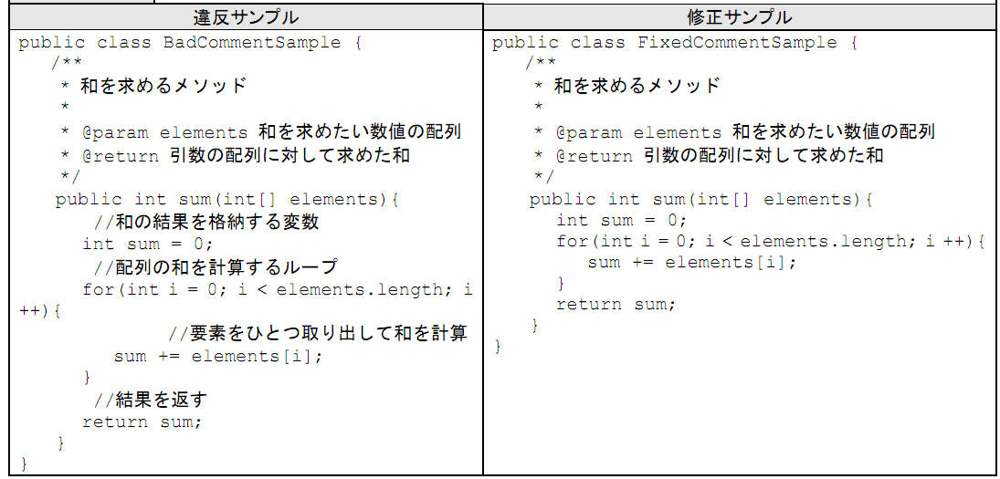 違反サンプル
public class BadCommentSample {
/**
* 和を求めるメソッド
*
* @param elements 和を求めたい数値の配列
* @return 引数の配列に対して求めた和
*/
public int sum(int[] elements){
//和の結果を格納する変数
int sum = 0;
//配列の和を計算するループ
for(int i = 0; i < elements.length; i
++){
//要素をひとつ取り出して和を計算
sum += elements[i];
}
//結果を返す
return sum;
}
}
修正サンプル
public class FixedCommentSample {
/**
* 和を求めるメソッド
*
* @param elements 和を求めたい数値の配列
* @return 引数の配列に対して求めた和
*/
public int sum(int[] elements){
int sum = 0;
for(int i = 0; i < elements.length; i ++){
sum += elements[i];
}
return sum;
}
}